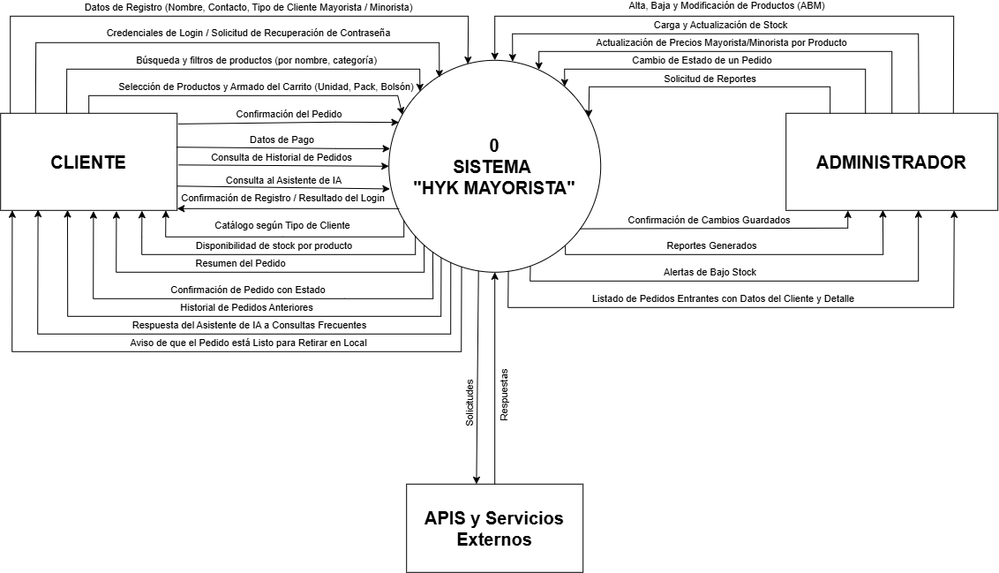 Datos de Registro (Nombre, Contacto, Tipo de Cliente Mayorista / Minorista)
Credenciales de Login / Solicitud de Recuperación de Contraseña
Búsqueda y filtros de productos (por nombre, categoría)
Selección de Productos y Armado del Carrito (Unidad, Pack, Bolsón)
Confirmación del Pedido
Datos de Pago
Consulta de Historial de Pedidos
Consulta al Asistente de IA
Confirmación de Registro / Resultado del Login
CLIENTE
Catálogo según Tipo de Cliente
Disponibilidad de stock por producto
Resumen del Pedido
Confirmación de Pedido con Estado
Historial de Pedidos Anteriores
Respuesta del Asistente de IA a Consultas Frecuentes
Aviso de que el Pedido está Listo para Retirar en Local
0
SISTEMA
"HYK MAYORISTA"
Alta, Baja y Modificación de Productos (ABM)
Carga y Actualización de Stock
Actualización de Precios Mayorista/Minorista por Producto
Cambio de Estado de un Pedido
Solicitud de Reportes
ADMINISTRADOR
Confirmación de Cambios Guardados
Reportes Generados
Alertas de Bajo Stock
Listado de Pedidos Entrantes con Datos del Cliente y Detalle
Solicitudes
Respuestas
APIS y Servicios
Externos